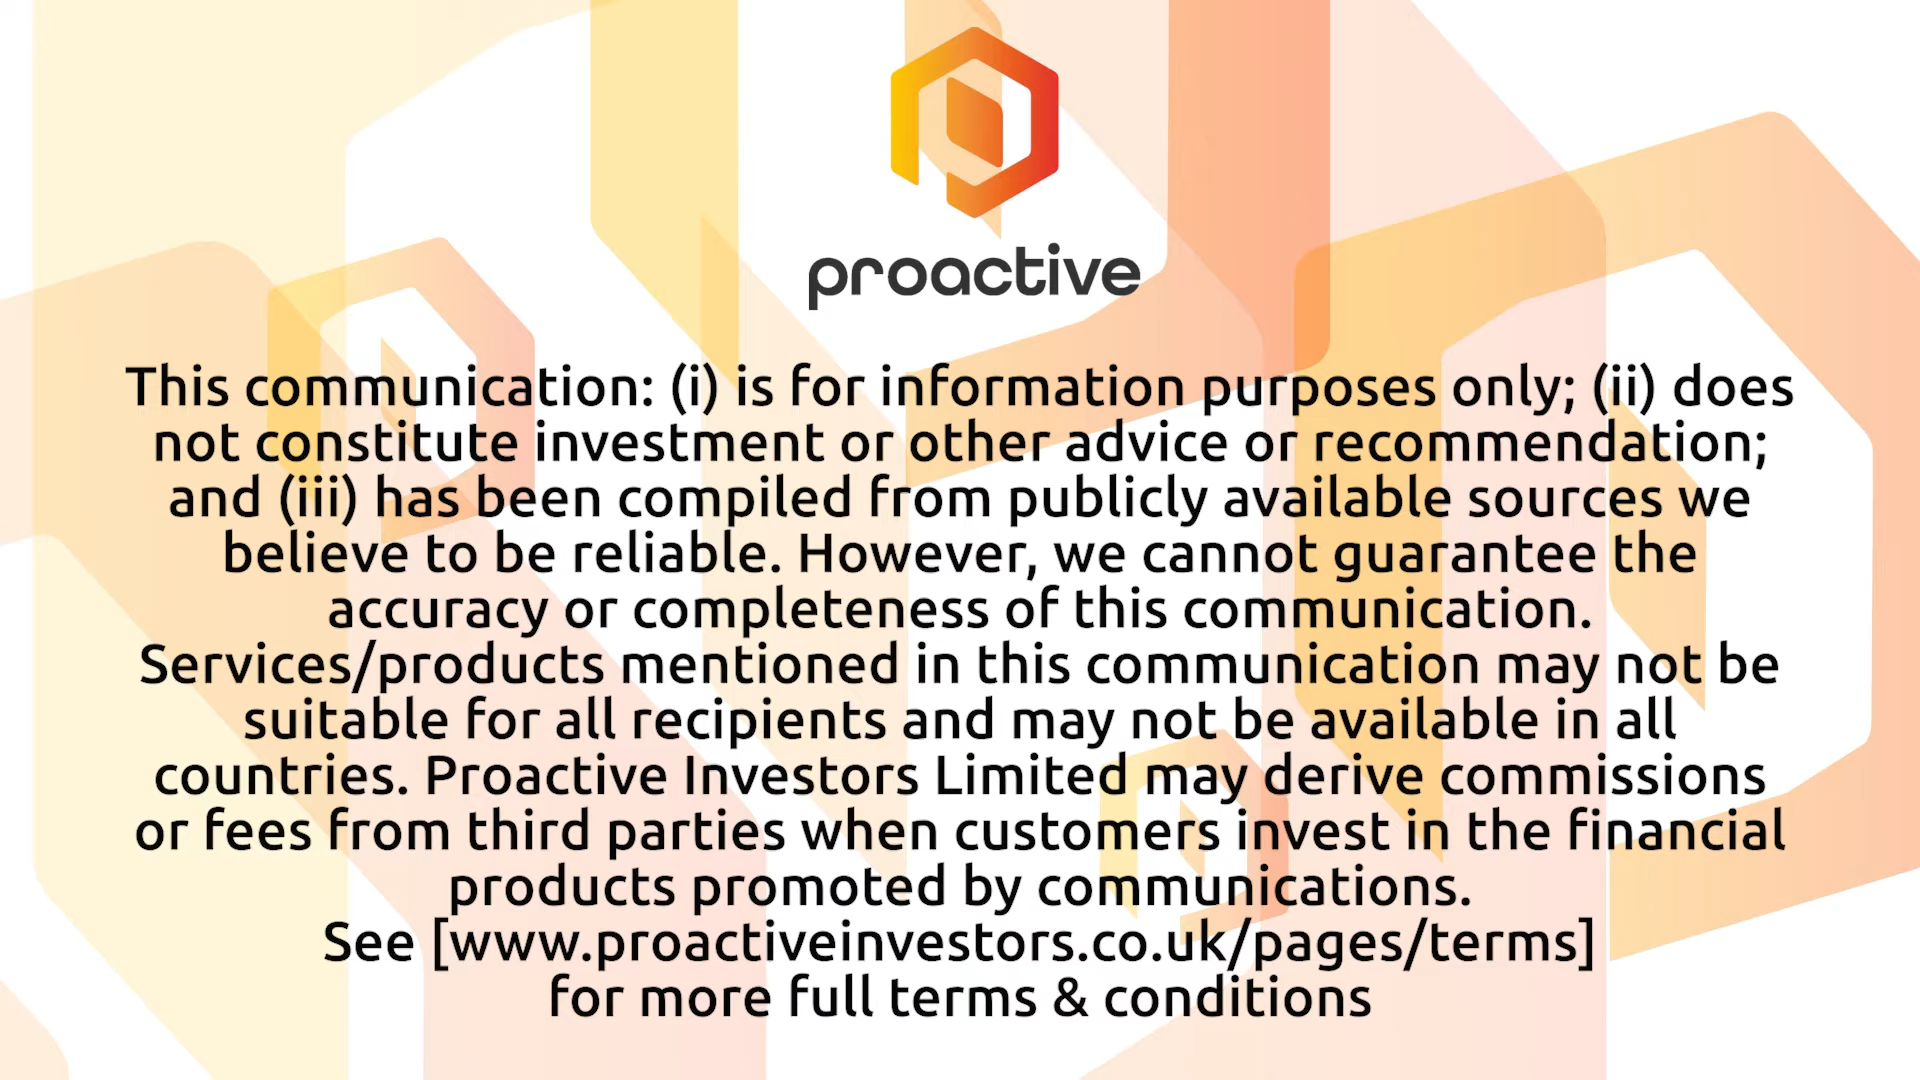 proactive
This communication: (i) is for information purposes only; (ii) does
not constitute investment or other advice or recommendation;
and (iii) has been compiled from publicly available sources we
believe to be reliable. However, we cannot guarantee the
accuracy or completeness of this communication.
Services/products mentioned in this communication may not be
suitable for all recipients and may not be available in all
countries. Proactive Investors Limited may derive commissions
or fees from third parties when customers invest in the financial
products promoted by communications.
See [www.proactiveinvestors.co.uk/pages/terms]
for more full terms & conditions